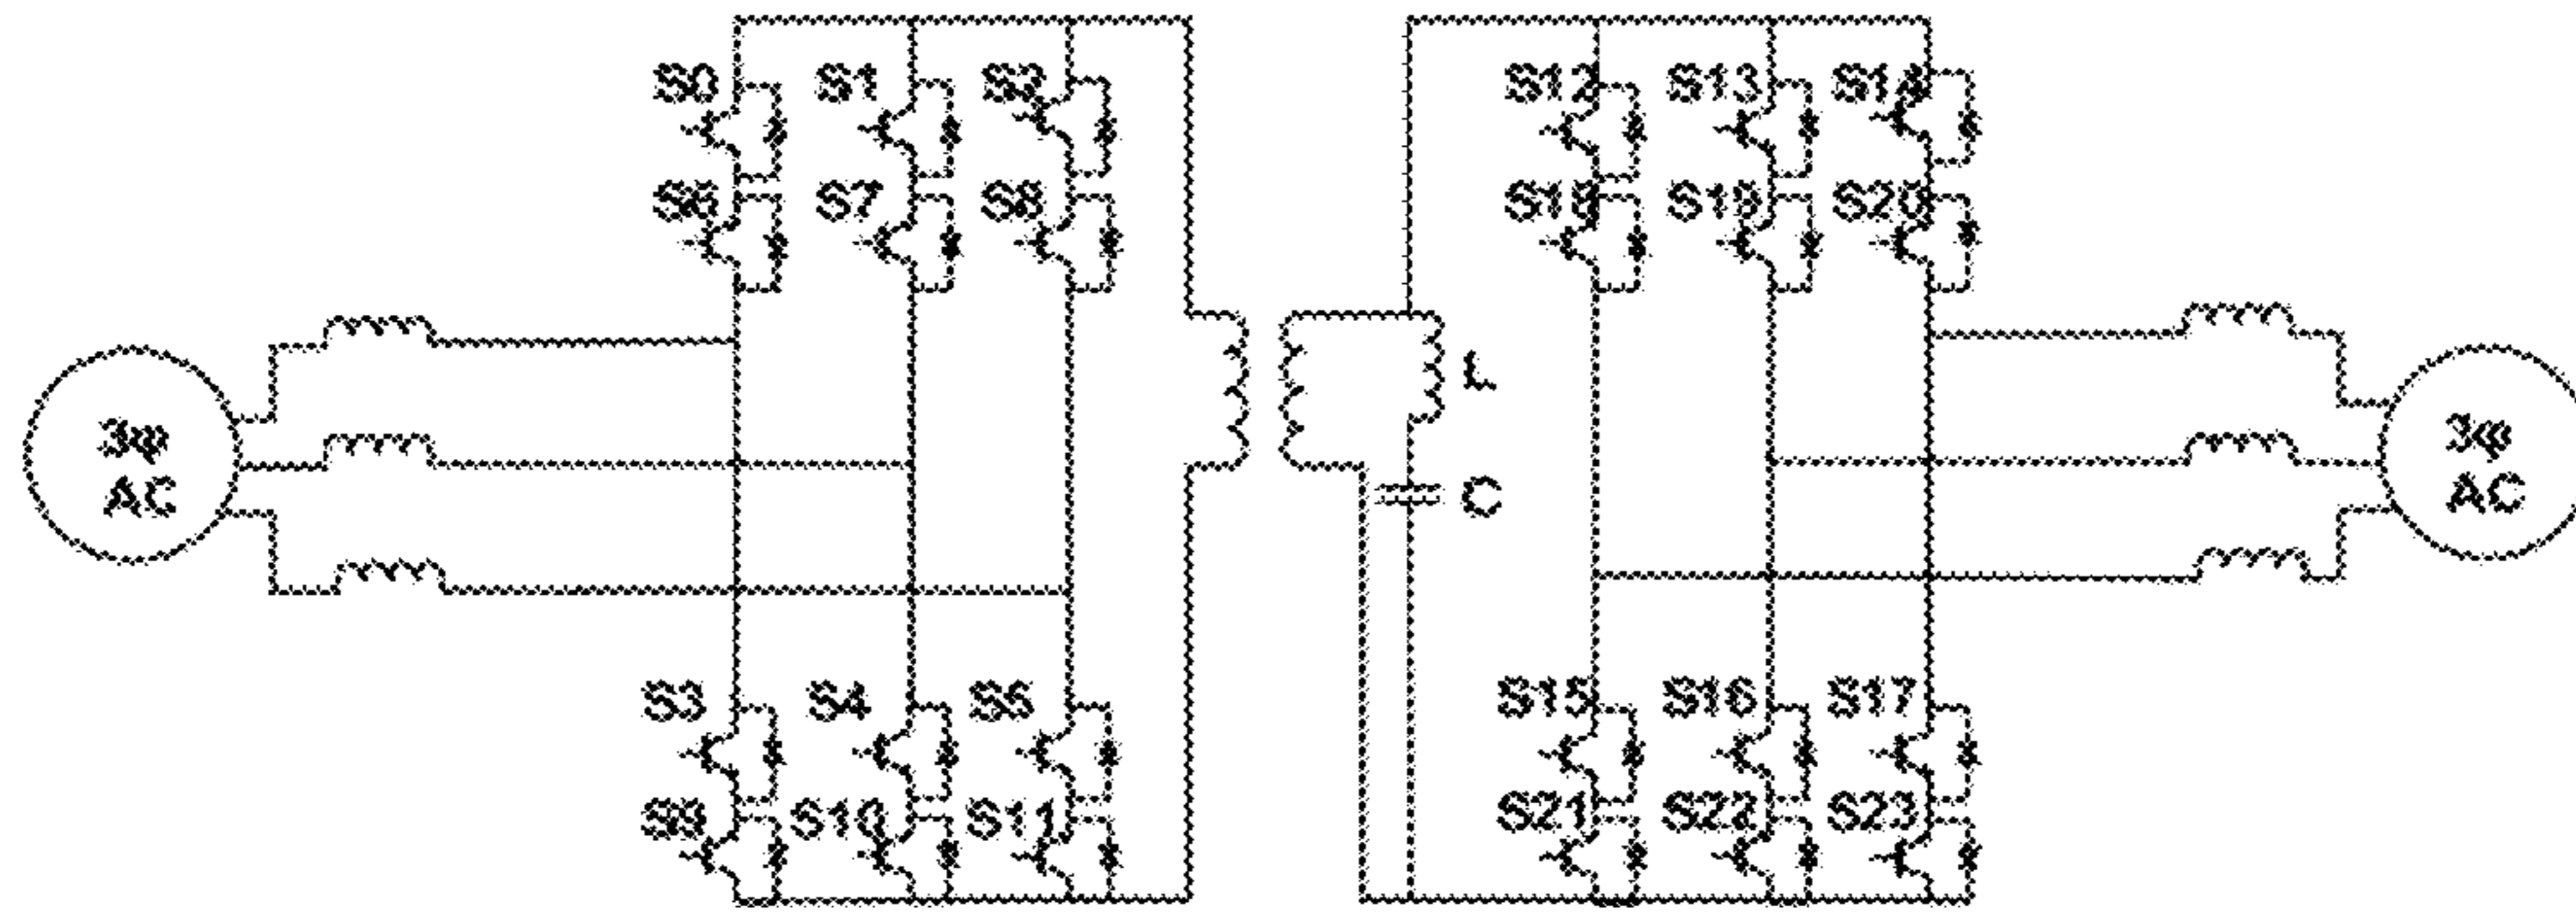 S0 S1 S2 S12 S13 S14
S6 S7 S8 S18 S19 S20
L
3φ AC
C
3φ AC
S3 S4 S5 S15 S16 S17
S9 S10 S11 S21 S22 S23